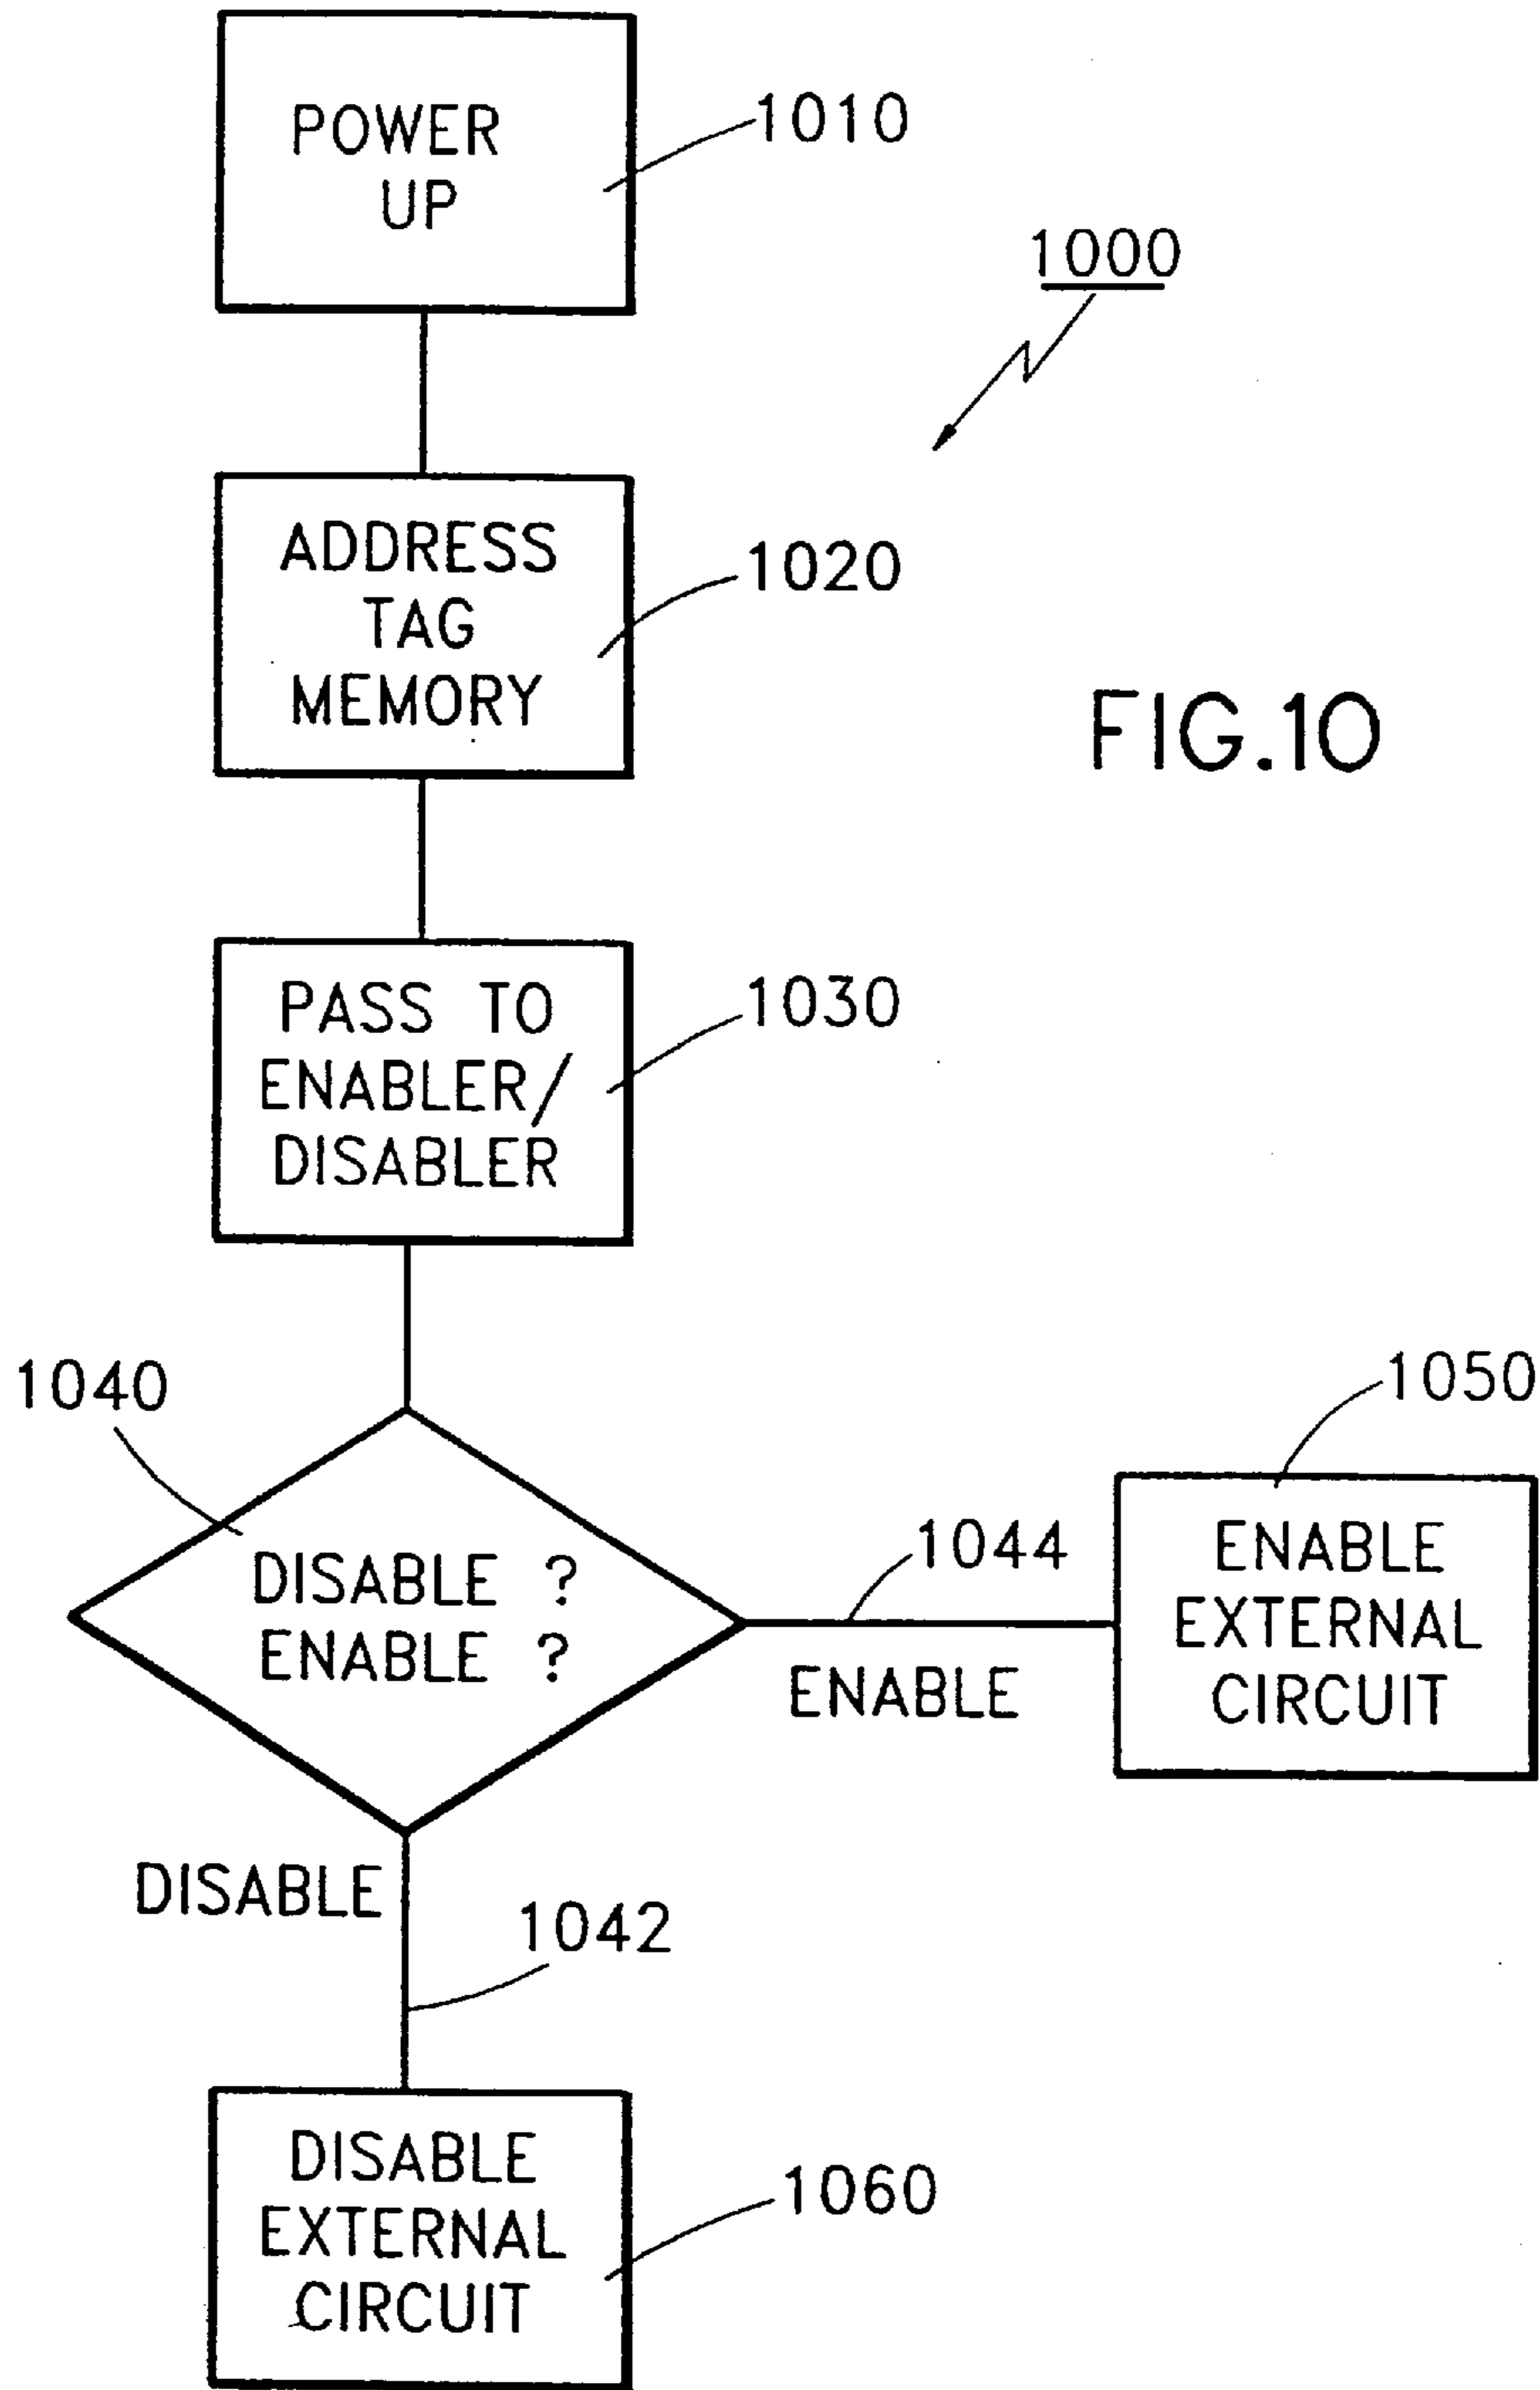 POWER
UP
1010
1000
ADDRESS
TAG
MEMORY
1020
FIG.10
PASS TO
ENABLER/
DISABLER
1030
1040
DISABLE ?
ENABLE ?
1044
ENABLE
1050
ENABLE
EXTERNAL
CIRCUIT
DISABLE
1042
DISABLE
EXTERNAL
CIRCUIT
1060